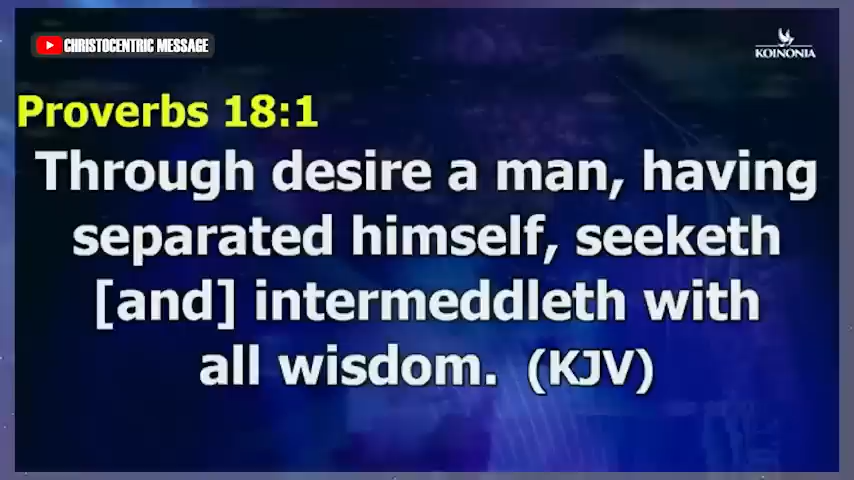 CHRISTOCENTRIC MESSAGE
KOINONIA
Proverbs 18:1
Through desire a man, having
separated himself, seeketh
[and] intermeddleth with
all wisdom. (KJV)